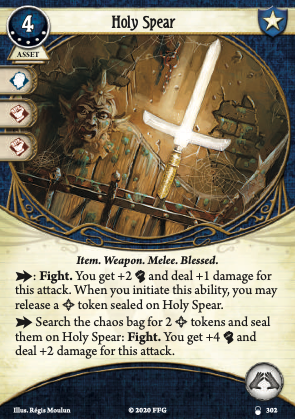 4
Holy Spear
ASSET
Item. Weapon. Melee. Blessed.
: Fight. You get +2 and deal +1 damage for
this attack. When you initiate this ability, you may
release a token sealed on Holy Spear.
Search the chaos bag for 2 tokens and seal
them on Holy Spear: Fight. You get +4 and
deal +2 damage for this attack.
Illus. Régis Moulun
© 2020 FFG
302